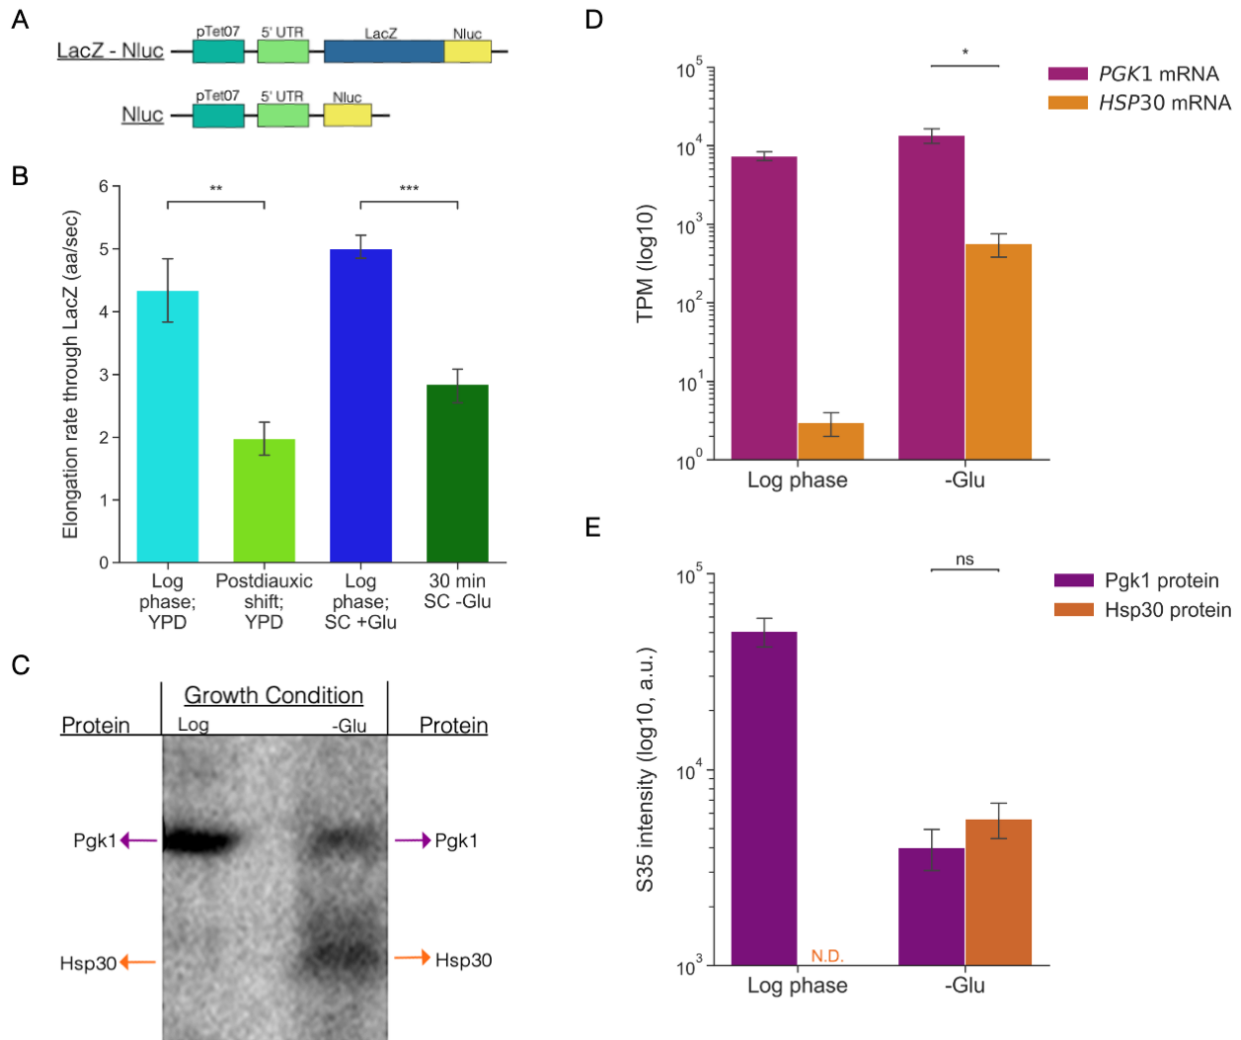 A
pTet07 5' UTR LacZ Nluc
LacZ - Nluc
pTet07 5' UTR Nluc
Nluc
B
Elongation rate through LacZ (aa/sec)
6
5
4
3
2
1
0
**
***
Log phase; YPD
Postdiauxic shift; YPD
Log phase; SC +Glu
30 min SC -Glu
C
Growth Condition
Protein Log -Glu Protein
Pgk1 Pgk1
Hsp30 Hsp30
D
TPM (log10)
10^5
10^4
10^3
10^2
10^1
10^0
*
PGK1 mRNA
HSP30 mRNA
Log phase -Glu
E
S35 intensity (log10, a.u.)
10^5
10^4
10^3
ns
Pgk1 protein
Hsp30 protein
N.D.
Log phase -Glu